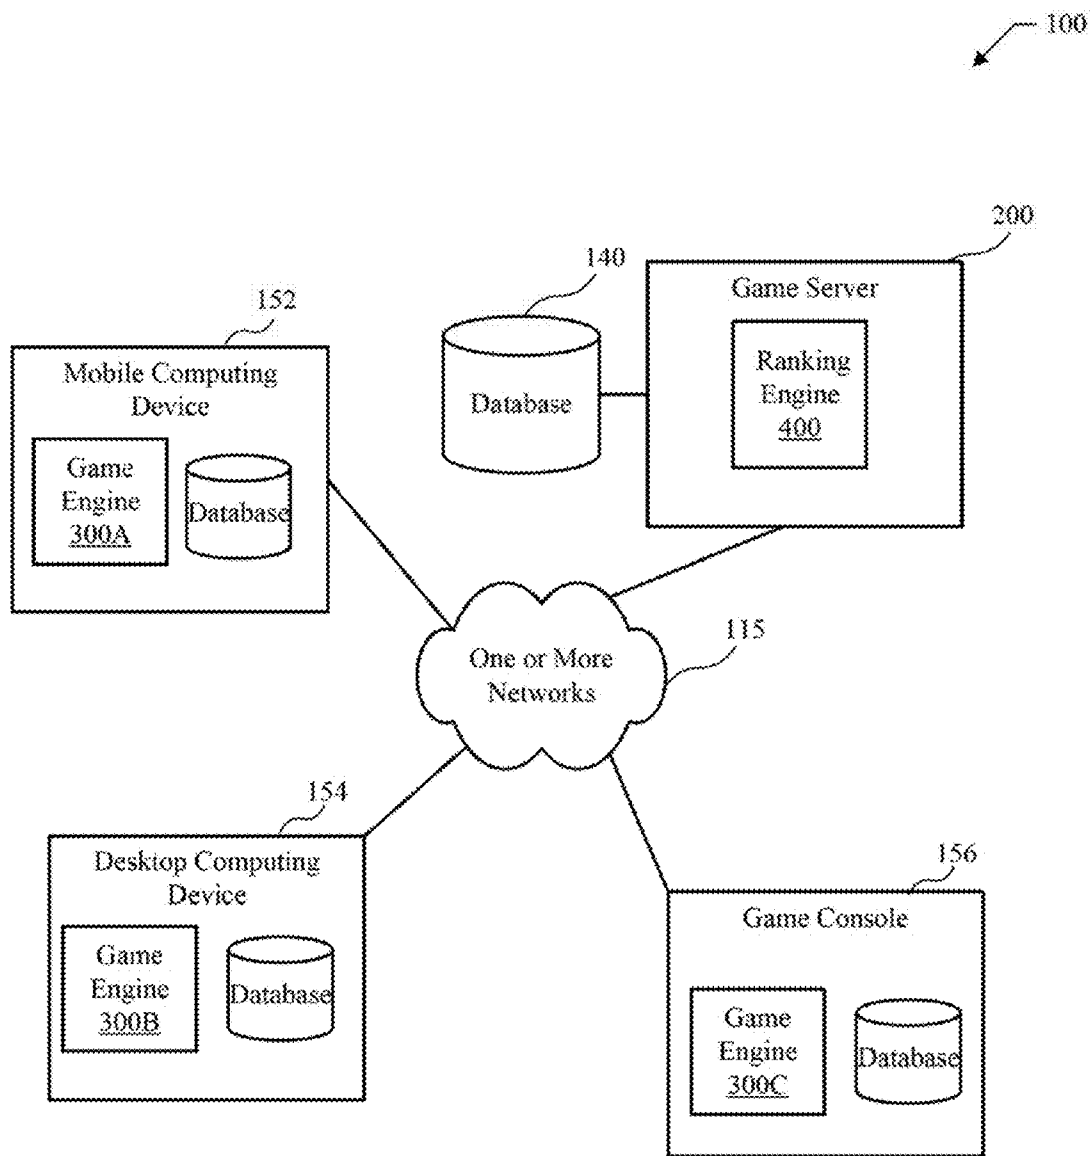 100
200
Game Server
Ranking
Engine
400
140
Database
152
Mobile Computing
Device
Game
Engine
300A
Database
One or More
Networks
115
154
Desktop Computing
Device
Game
Engine
300B
Database
156
Game Console
Game
Engine
300C
Database